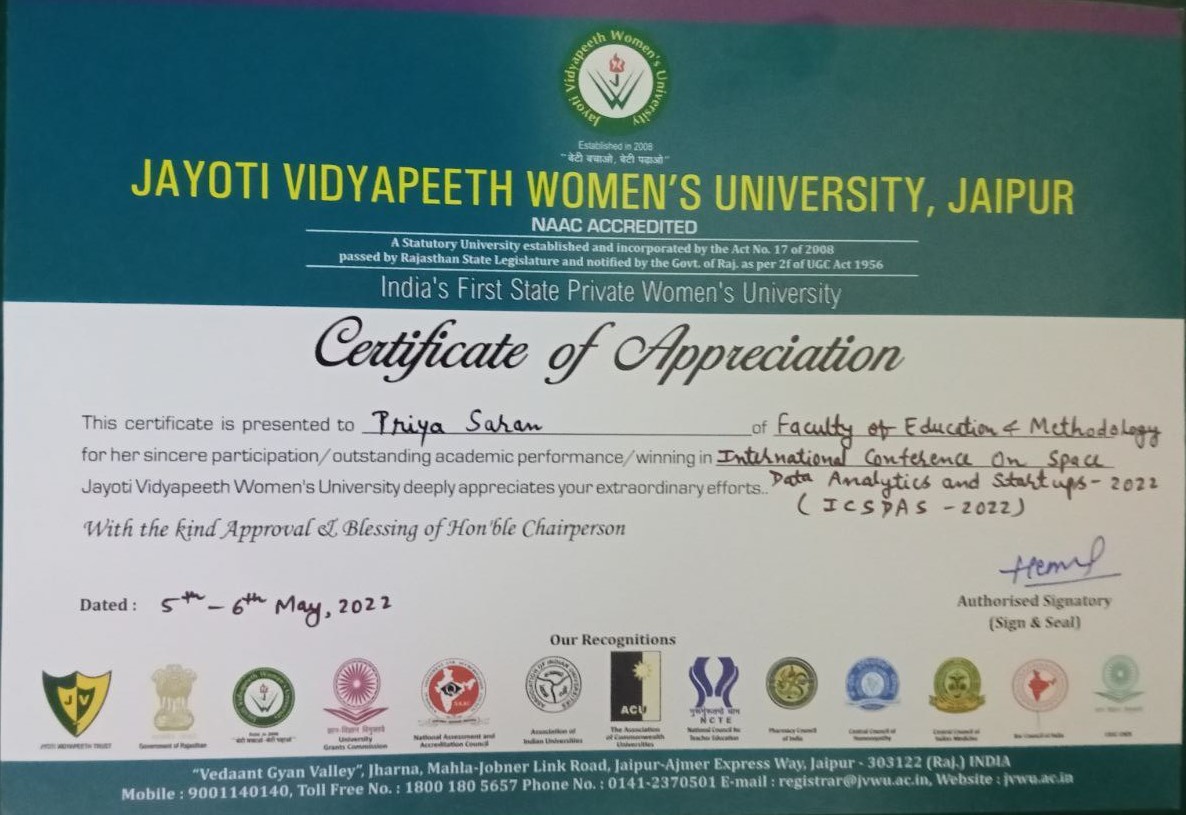 Jayoti Vidyapeeth Women's University
Established in 2008
"बेटी बचाओ, बेटी पढ़ाओ"
JAYOTI VIDYAPEETH WOMEN'S UNIVERSITY, JAIPUR
NAAC ACCREDITED
A Statutory University established and incorporated by the Act No. 17 of 2008
passed by Rajasthan State Legislature and notified by the Govt. of Raj. as per 2f of UGC Act 1956
India's First State Private Women's University
Certificate of Appreciation
This certificate is presented to Priya Saran of Faculty of Education & Methodology
for her sincere participation/outstanding academic performance/winning in International Conference On Space
Jayoti Vidyapeeth Women's University deeply appreciates your extraordinary efforts.. Data Analytics and Startups - 2022
(ICSDAS - 2022)
With the kind Approval & Blessing of Hon'ble Chairperson
Dated : 5th - 6th May, 2022
Authorised Signatory
(Sign & Seal)
Our Recognitions
JV
ACU
NCTE
JYOTI VIDYAPEETH TRUST
Government of Rajasthan
"बेटी बचाओ, बेटी पढ़ाओ"
ज्ञान-विज्ञान विमुक्तये
University Grants Commission
National Assessment and Accreditation Council
Association of Indian Universities
The Association of Commonwealth Universities
National Council for Teacher Education
Pharmacy Council of India
Central Council of Homoeopathy
Central Council of Indian Medicine
Bar Council of India
"Vedaant Gyan Valley", Jharna, Mahla-Jobner Link Road, Jaipur-Ajmer Express Way, Jaipur - 303122 (Raj.) INDIA
Mobile : 9001140140, Toll Free No. : 1800 180 5657 Phone No. : 0141-2370501 E-mail : registrar@jvwu.ac.in, Website : jvwu.ac.in